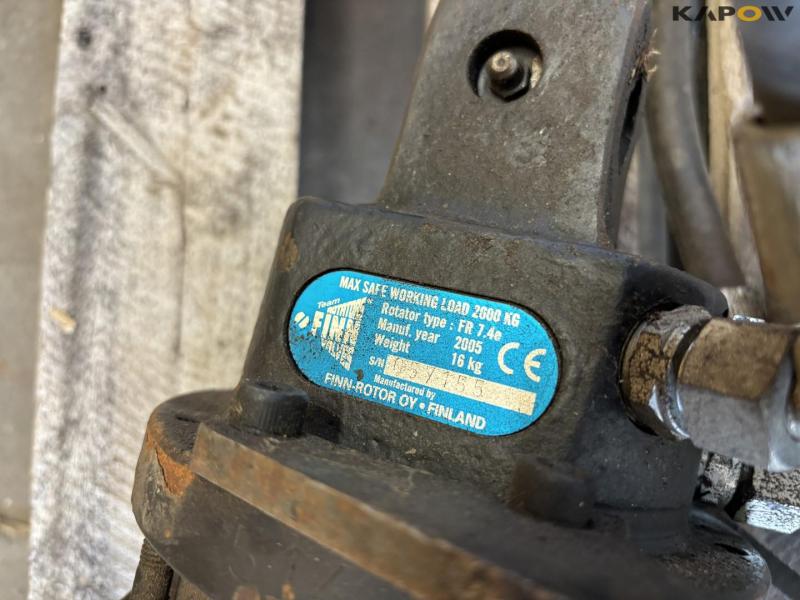 KAPOW
MAX SAFE WORKING LOAD 2000 KG
Rotator type : FR 7.4e
Manuf. year 2005
Weight 16 kg
S/N
Team
FINN
CE
Manufactured by
FINN-ROTOR OY • FINLAND